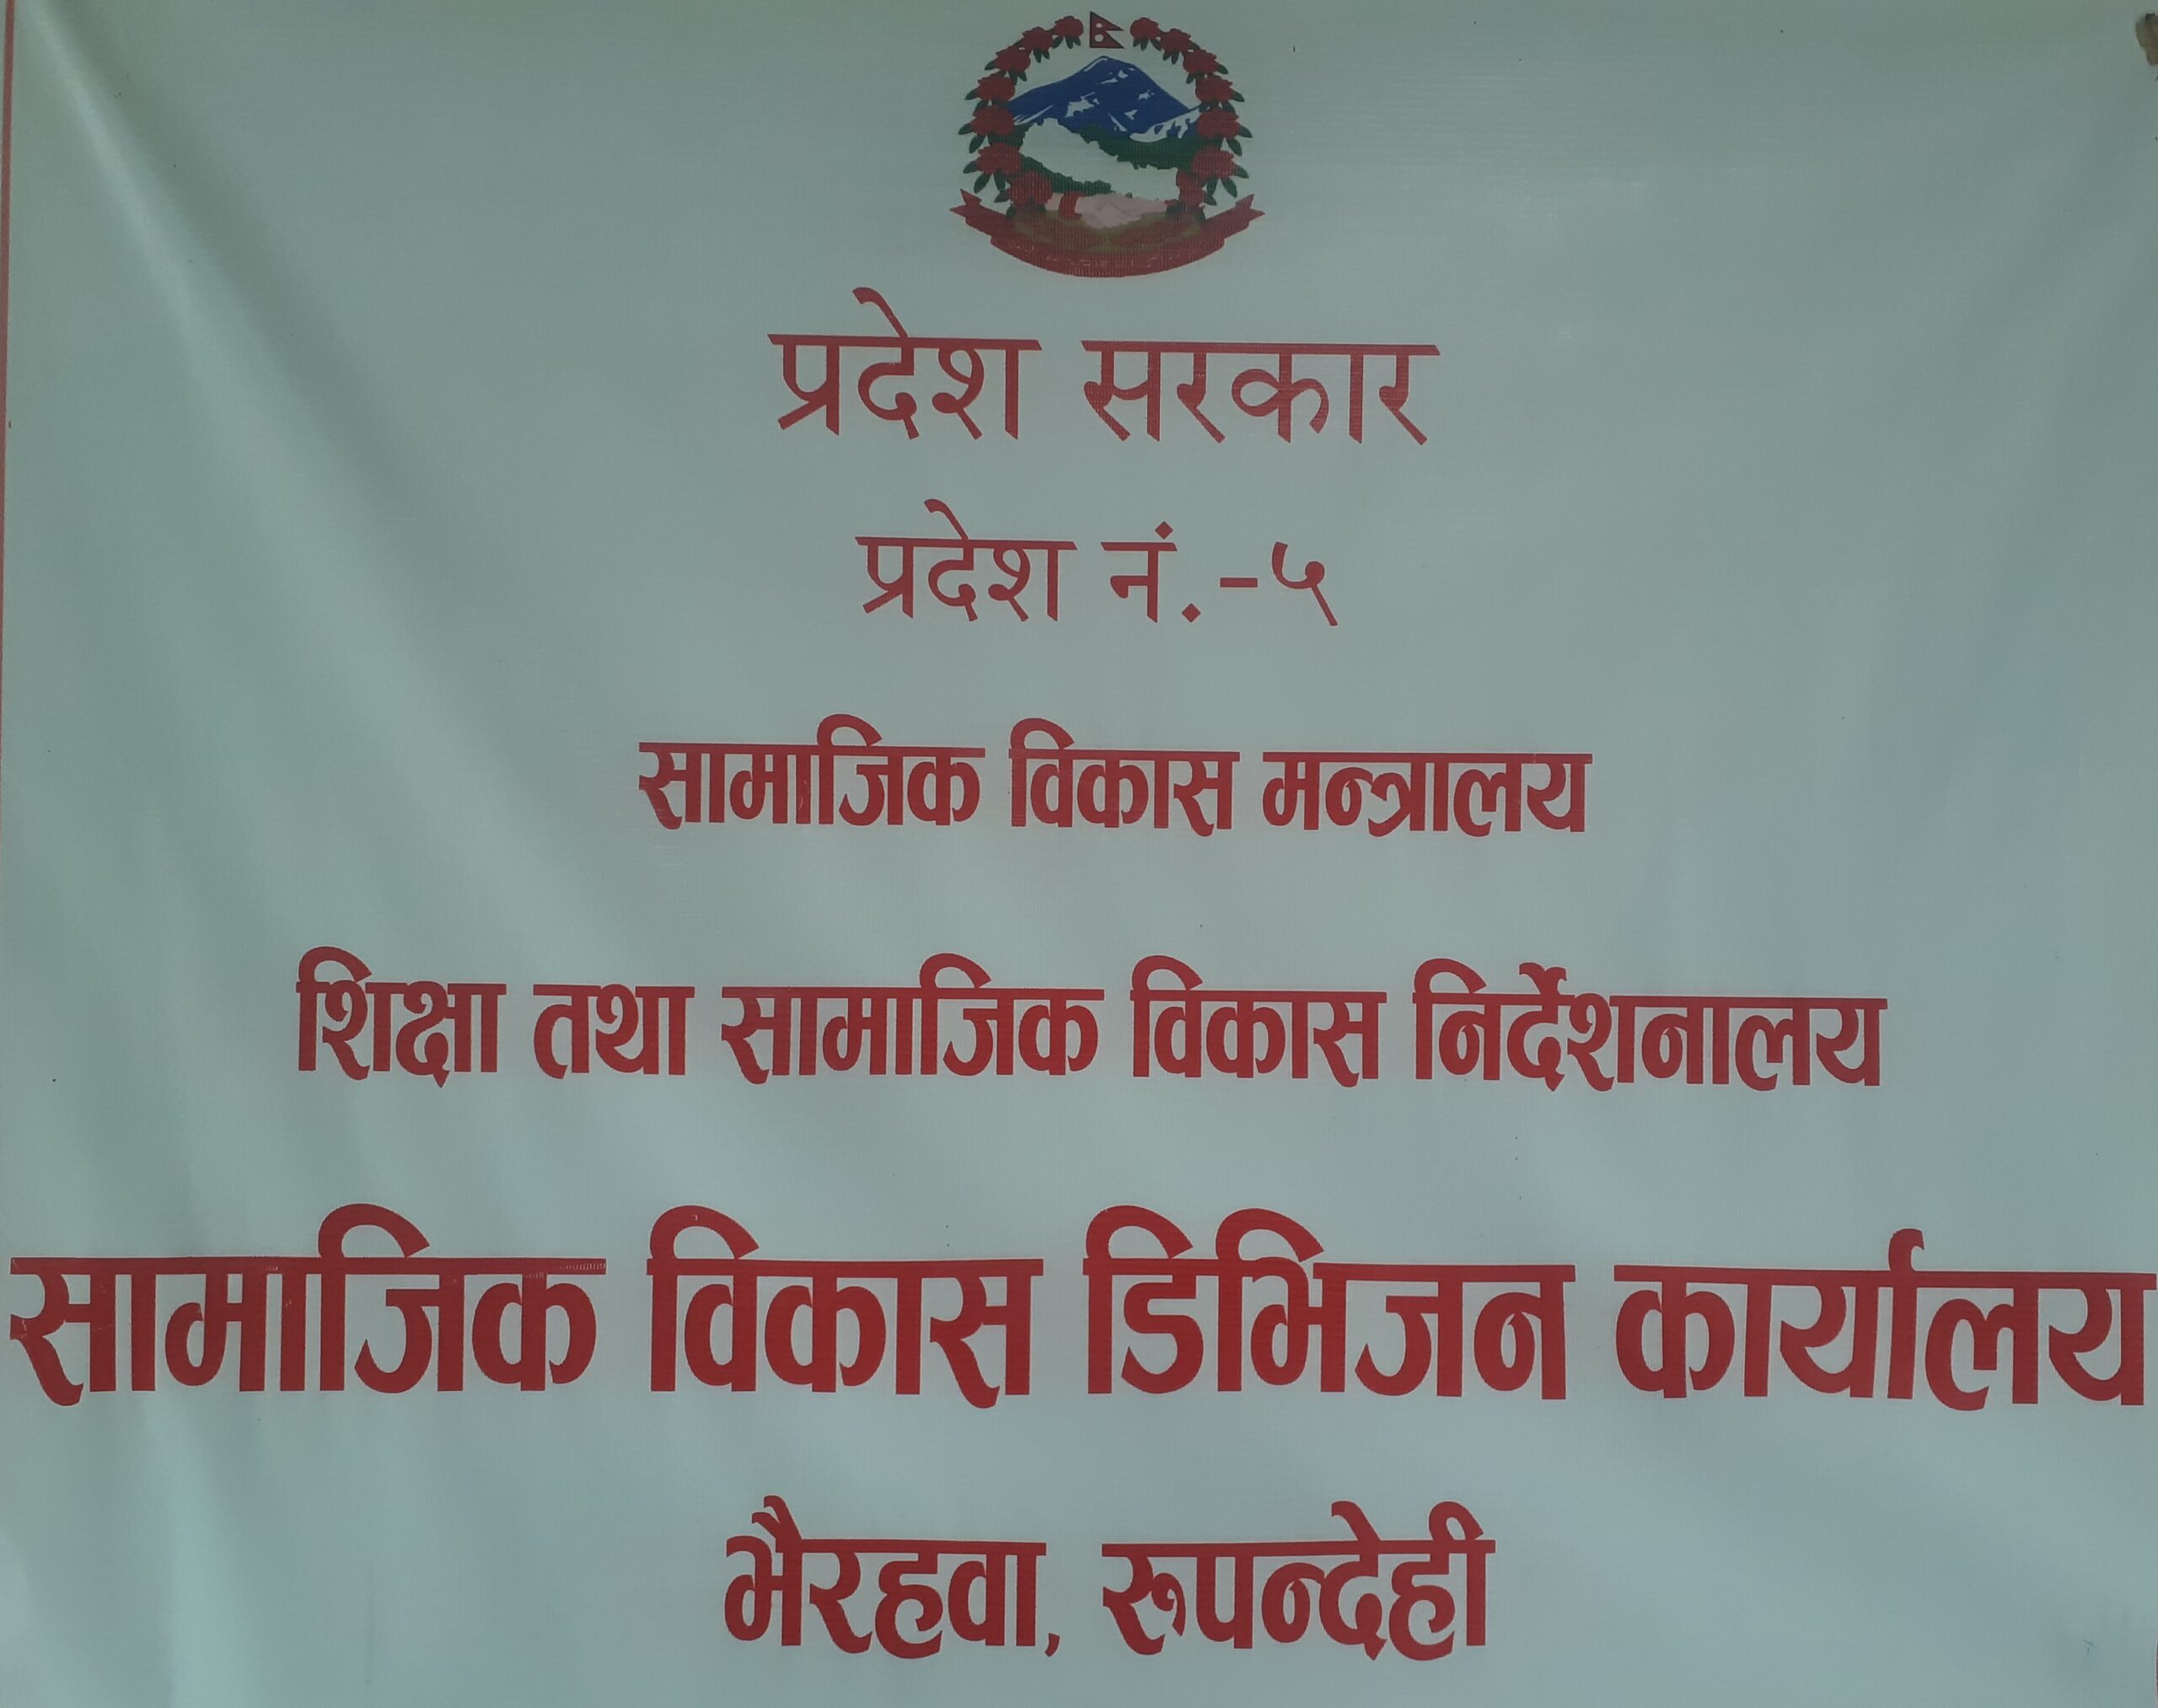 प्रदेश सरकार
प्रदेश नं.-५
सामाजिक विकास मन्त्रालय
शिक्षा तथा सामाजिक विकास निर्देशनालय
सामाजिक विकास डिभिजन कार्यालय
भैरहवा, रुपन्देही